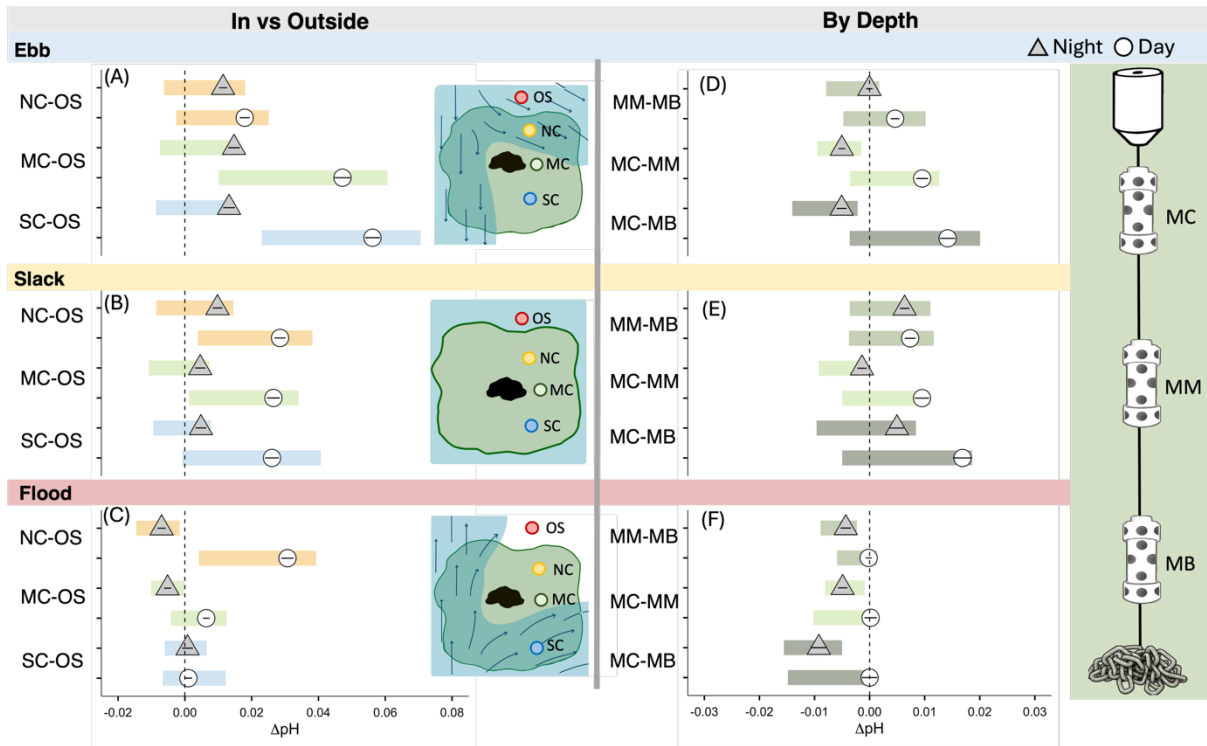 In vs Outside
By Depth
Ebb
Night
Day
(A)
NC-OS
MC-OS
SC-OS
OS
NC
MC
SC
(D)
MM-MB
MC-MM
MC-MB
MC
MM
MB
Slack
(B)
NC-OS
MC-OS
SC-OS
OS
NC
MC
SC
(E)
MM-MB
MC-MM
MC-MB
Flood
(C)
NC-OS
MC-OS
SC-OS
OS
NC
MC
SC
(F)
MM-MB
MC-MM
MC-MB
-0.02 0.00 0.02 0.04 0.06 0.08
ΔpH
-0.03 -0.02 -0.01 0.00 0.01 0.02 0.03
ΔpH